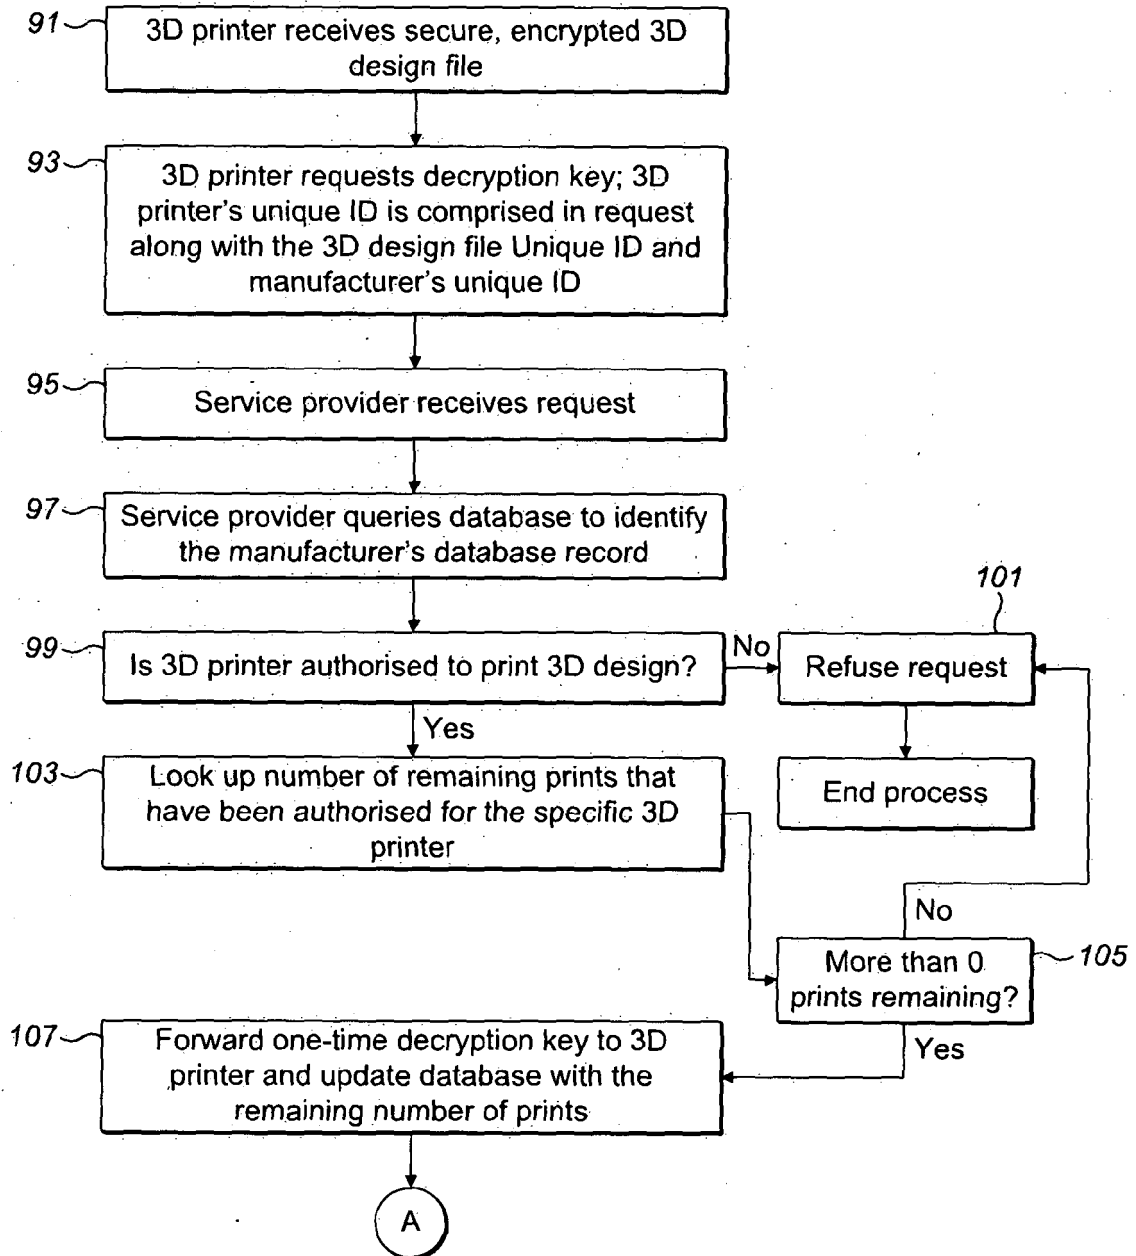 91
3D printer receives secure, encrypted 3D
design file
93
3D printer requests decryption key; 3D
printer's unique ID is comprised in request
along with the 3D design file Unique ID and
manufacturer's unique ID
95
Service provider receives request
97
Service provider queries database to identify
the manufacturer's database record
99
Is 3D printer authorised to print 3D design?
No
101
Refuse request
Yes
End process
103
Look up number of remaining prints that
have been authorised for the specific 3D
printer
No
105
More than 0
prints remaining?
Yes
107
Forward one-time decryption key to 3D
printer and update database with the
remaining number of prints
A